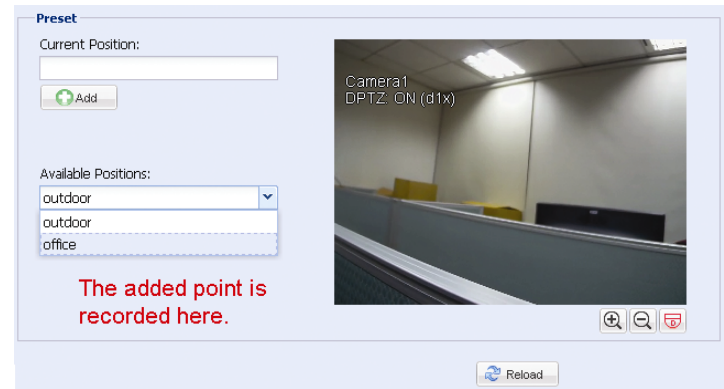 Preset
Current Position:
Add
Camera1
DPTZ: ON (d1x)
Available Positions:
outdoor
outdoor
office
The added point is
recorded here.
D
Reload